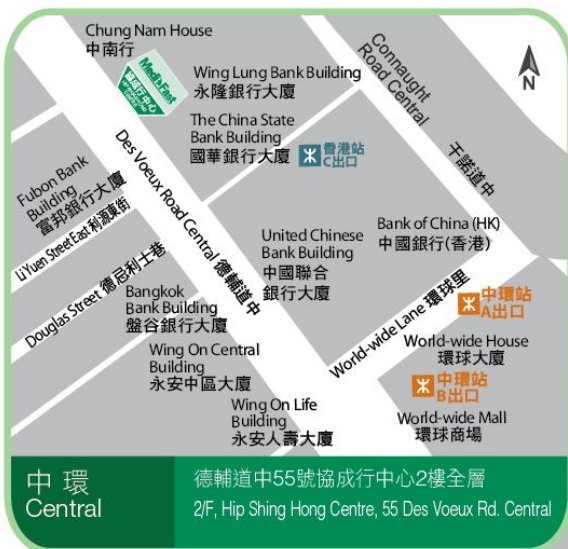 Chung Nam House
中南行
MediFast
協成行中心
Wing Lung Bank Building
永隆銀行大廈
The China State
Bank Building
國華銀行大廈
香港站
C出口
Connaught
Road Central
干諾道中
N
Des Voeux Road Central 德輔道中
Fubon Bank
Building
富邦銀行大廈
Li Yuen Street East 利源東街
Douglas Street 德忌利士巷
United Chinese
Bank Building
中國聯合
銀行大廈
Bank of China (HK)
中國銀行(香港)
Bangkok
Bank Building
盤谷銀行大廈
World-wide Lane 環球里
中環站
A出口
Wing On Central
Building
永安中區大廈
World-wide House
環球大廈
中環站
B出口
Wing On Life
Building
永安人壽大廈
World-wide Mall
環球商場
中環
Central
德輔道中55號協成行中心2樓全層
2/F, Hip Shing Hong Centre, 55 Des Voeux Rd. Central